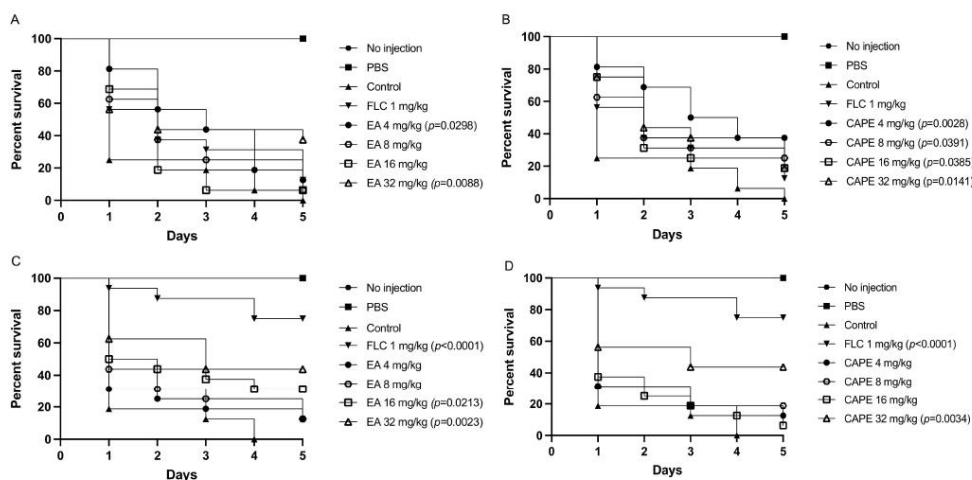 A
Percent survival
100
80
60
40
20
0
0 1 2 3 4 5
Days
No injection
PBS
Control
FLC 1 mg/kg
EA 4 mg/kg (p=0.0298)
EA 8 mg/kg
EA 16 mg/kg
EA 32 mg/kg (p=0.0088)
B
Percent survival
100
80
60
40
20
0
0 1 2 3 4 5
Days
No injection
PBS
Control
FLC 1 mg/kg
CAPE 4 mg/kg (p=0.0028)
CAPE 8 mg/kg (p=0.0391)
CAPE 16 mg/kg (p=0.0385)
CAPE 32 mg/kg (p=0.0141)
C
Percent survival
100
80
60
40
20
0
0 1 2 3 4 5
Days
No injection
PBS
Control
FLC 1 mg/kg (p<0.0001)
EA 4 mg/kg
EA 8 mg/kg
EA 16 mg/kg (p=0.0213)
EA 32 mg/kg (p=0.0023)
D
Percent survival
100
80
60
40
20
0
0 1 2 3 4 5
Days
No injection
PBS
Control
FLC 1 mg/kg (p<0.0001)
CAPE 4 mg/kg
CAPE 8 mg/kg
CAPE 16 mg/kg
CAPE 32 mg/kg (p=0.0034)